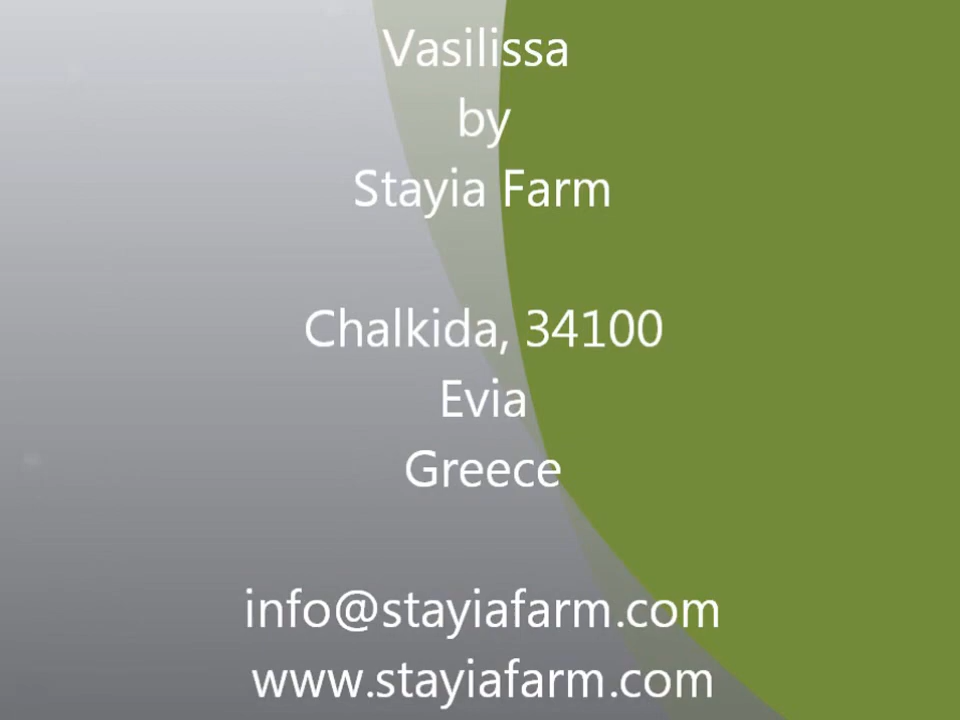 Vasilissa
by
Stayia Farm
Chalkida, 34100
Evia
Greece
info@stayiafarm.com
www.stayiafarm.com